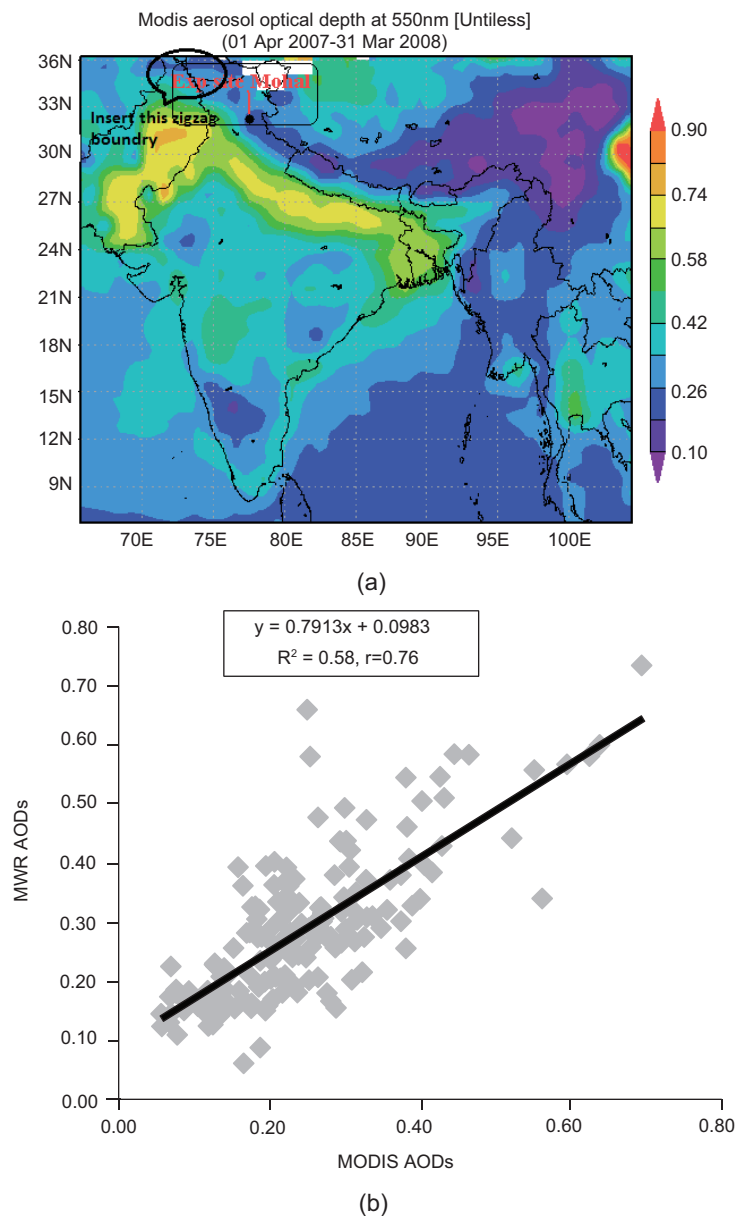 Modis aerosol optical depth at 550nm [Untiless]
(01 Apr 2007-31 Mar 2008)
36N
33N
30N
27N
24N
21N
18N
15N
12N
9N
Exp site Mohal
Insert this zigzag
boundry
0.90
0.74
0.58
0.42
0.26
0.10
70E 75E 80E 85E 90E 95E 100E
(a)
y = 0.7913x + 0.0983
R² = 0.58, r=0.76
0.80
0.70
0.60
0.50
0.40
0.30
0.20
0.10
0.00
MWR AODs
0.00 0.20 0.40 0.60 0.80
MODIS AODs
(b)